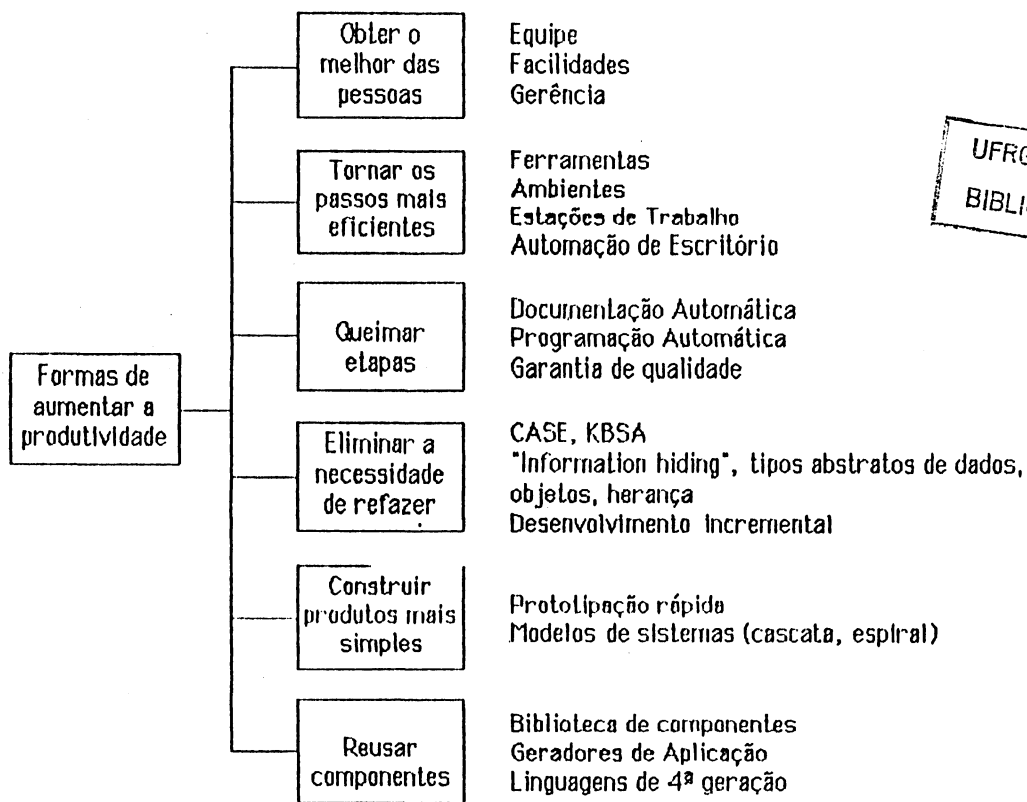 Obter o
melhor das
pessoas
Equipe
Facilidades
Gerência
Tornar os
passos mais
eficientes
Ferramentas
Ambientes
Estações de Trabalho
Automação de Escritório
UFRG
BIBLI
Queimar
etapas
Documentação Automática
Programação Automática
Garantia de qualidade
Formas de
aumentar a
produtividade
Eliminar a
necessidade
de refazer
CASE, KBSA
"Information hiding", tipos abstratos de dados,
objetos, herança
Desenvolvimento Incremental
Construir
produtos mais
simples
Prototipação rápida
Modelos de sistemas (cascata, espiral)
Reusar
componentes
Biblioteca de componentes
Geradores de Aplicação
Linguagens de 4ª geração